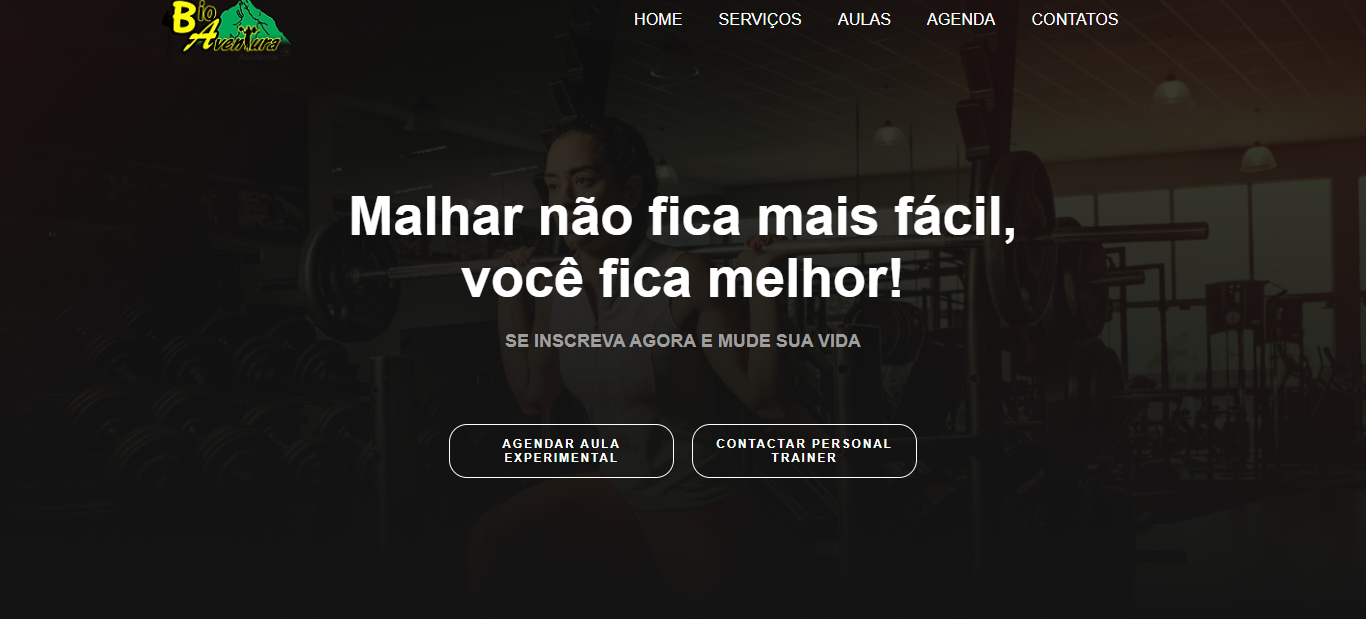 Bio
Aventura
HOME SERVIÇOS AULAS AGENDA CONTATOS
Malhar não fica mais fácil,
você fica melhor!
SE INSCREVA AGORA E MUDE SUA VIDA
AGENDAR AULA
EXPERIMENTAL
CONTACTAR PERSONAL
TRAINER